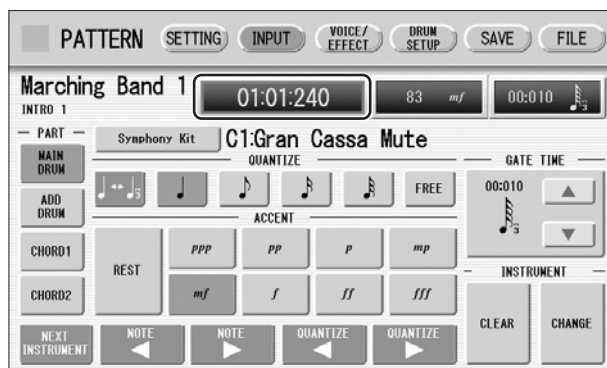 PATTERN SETTING INPUT VOICE/ EFFECT DRUM SETUP SAVE FILE
Marching Band 1 01:01:240 83 mf 00:010 3
INTRO 1
PART Symphony Kit C1:Gran Cassa Mute
QUANTIZE GATE TIME
MAIN DRUM 3 FREE 00:010
ADD DRUM 3
ACCENT
CHORD1 REST ppp pp p mp
INSTRUMENT
CHORD2 mf f ff fff CLEAR CHANGE
NEXT INSTRUMENT NOTE NOTE QUANTIZE QUANTIZE